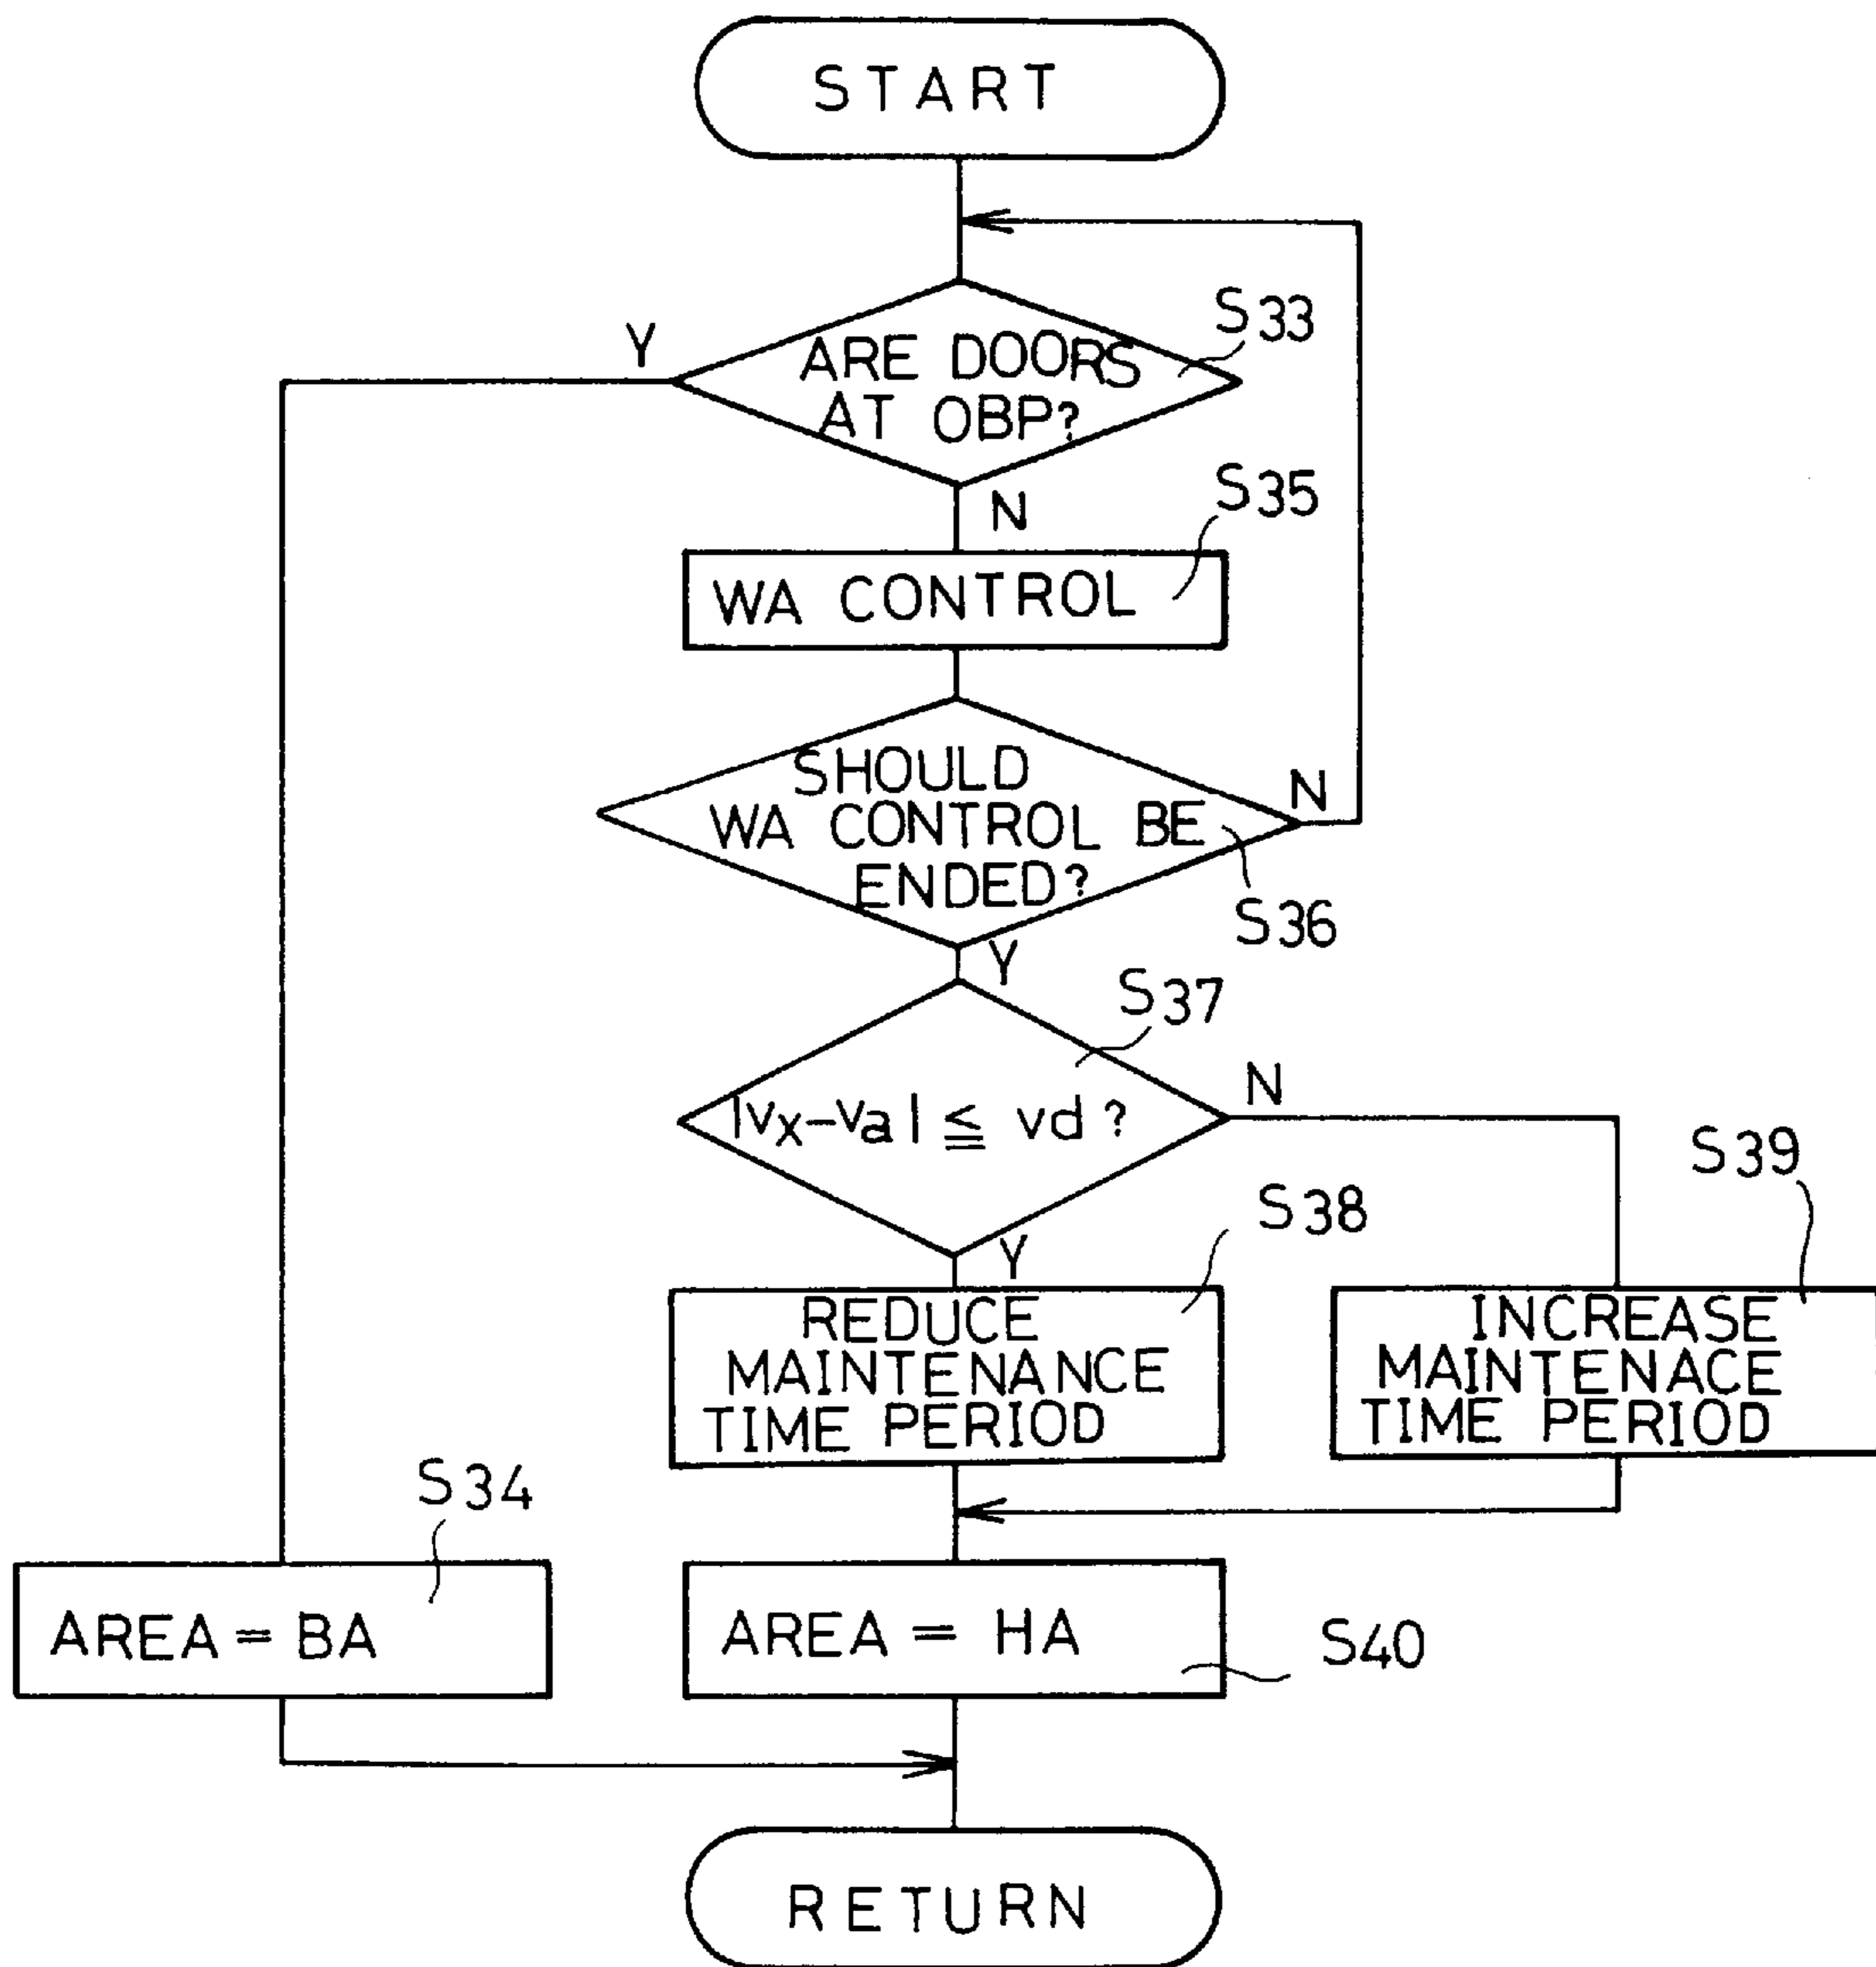 START
S33
Y
ARE DOORS
AT OBP?
N
S35
WA CONTROL
SHOULD
WA CONTROL BE
ENDED?
N
S36
Y
S37
|Vx-Va| ≦ vd ?
N
S39
S38
Y
REDUCE
MAINTENANCE
TIME PERIOD
INCREASE
MAINTENACE
TIME PERIOD
S34
AREA = BA
AREA = HA
S40
RETURN